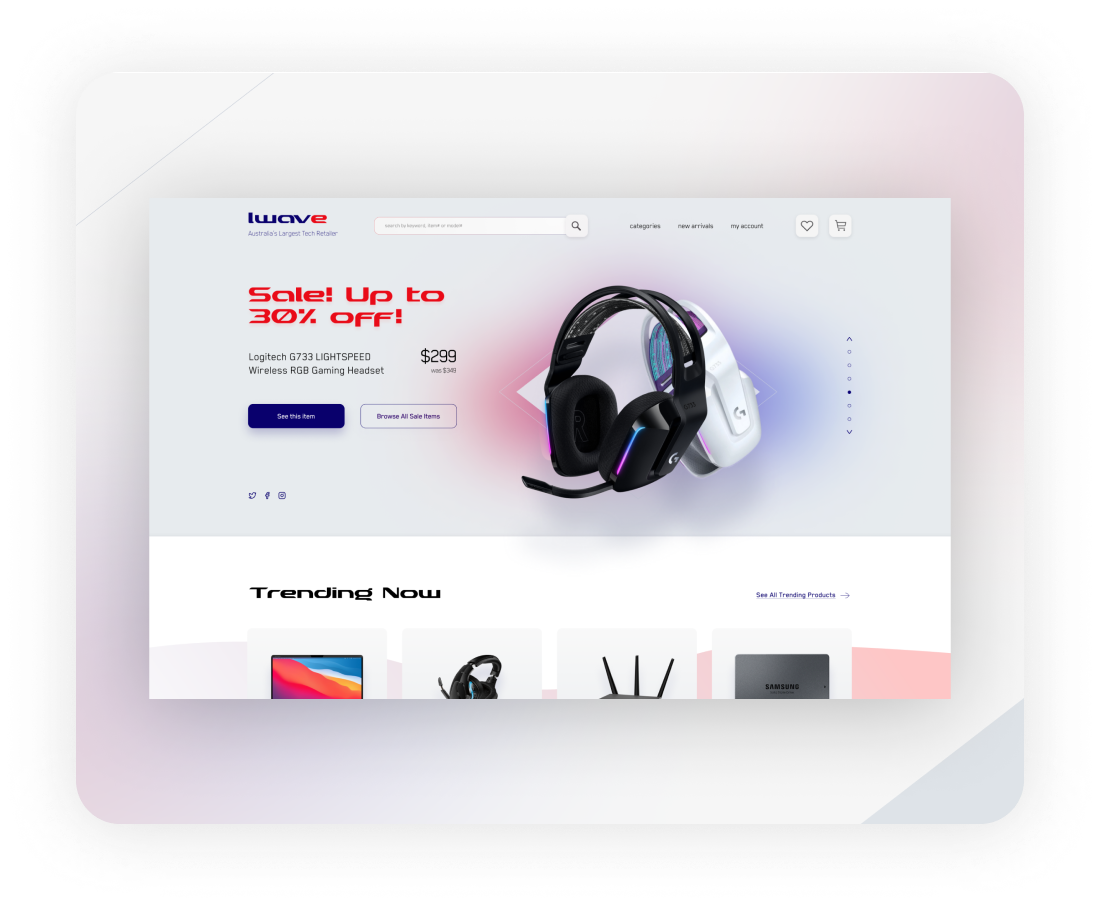 lwave
Australia's Largest Tech Retailer
search by keyword, item# or model#
categories
new arrivals
my account
Sale! Up to
30% off!
Logitech G733 LIGHTSPEED
Wireless RGB Gaming Headset
$299
was $349
See this item
Browse All Sale Items
Trending Now
See All Trending Products
SAMSUNG